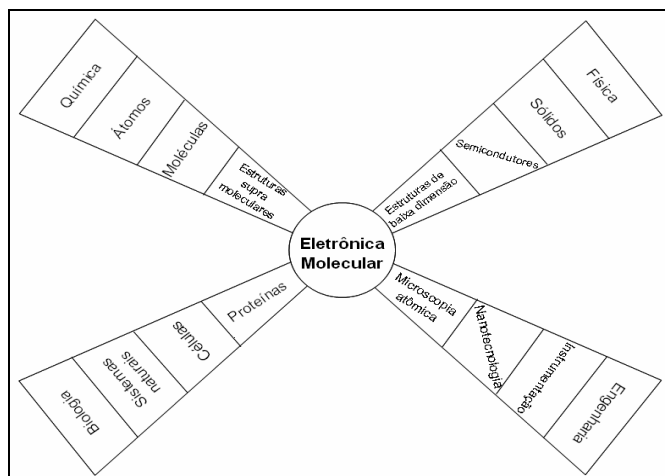 Química
Átomos
Moléculas
Estruturas
supra
moleculares
Física
Sólidos
Semicondutores
Estruturas de
baixa dimensão
Eletrônica
Molecular
Proteínas
Células
Sistemas
naturais
Biologia
Microscopia
atômica
Nanotecnologia
Instrumentação
Engenharia